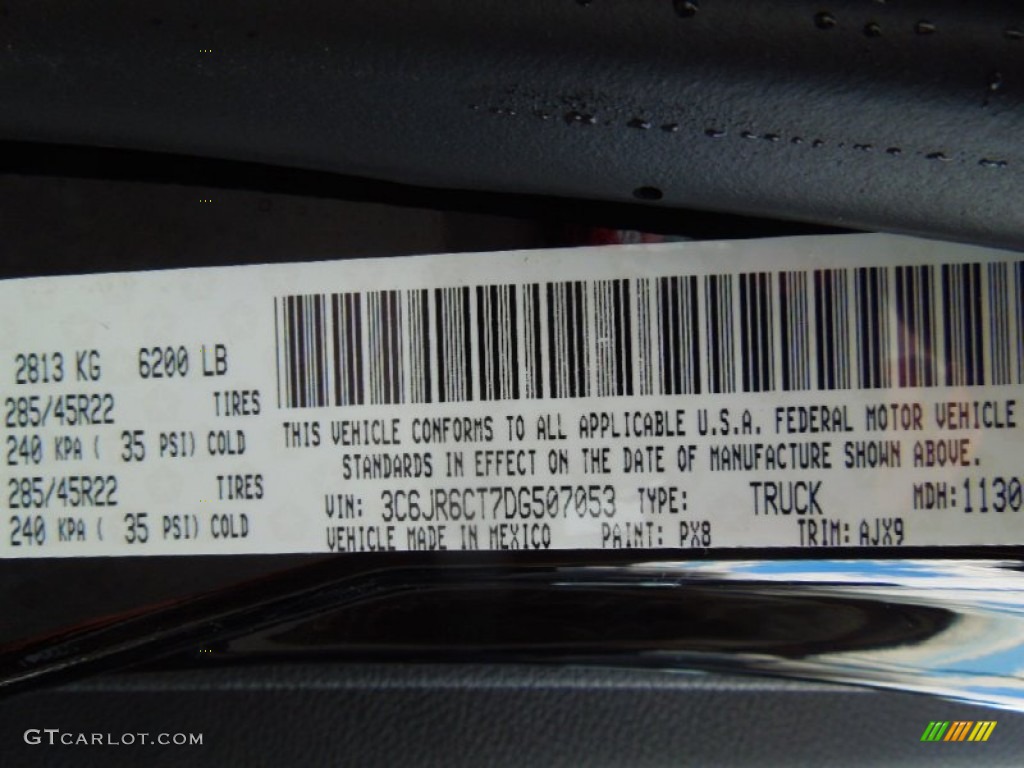 2813 KG 6200 LB
285/45R22 TIRES
240 KPA ( 35 PSI) COLD
285/45R22 TIRES
240 KPA ( 35 PSI) COLD
THIS VEHICLE CONFORMS TO ALL APPLICABLE U.S.A. FEDERAL MOTOR VEHICLE
STANDARDS IN EFFECT ON THE DATE OF MANUFACTURE SHOWN ABOVE.
VIN: 3C6JR6CT7DG507053 TYPE: TRUCK MDH: 1130
VEHICLE MADE IN MEXICO PAINT: PX8 TRIM: AJX9
GTCARLOT.COM